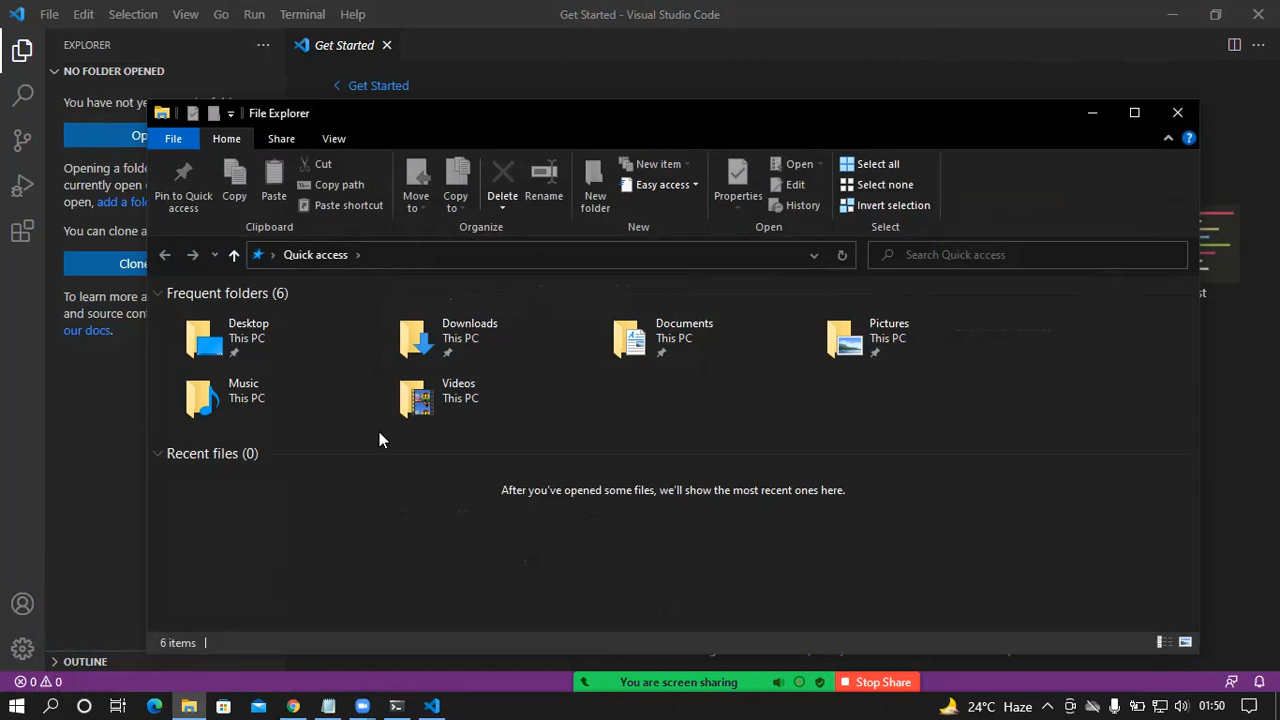 File Edit Selection View Go Run Terminal Help
Get Started - Visual Studio Code
EXPLORER
Get Started
NO FOLDER OPENED
Get Started
You have not ye
Op
Opening a folde
currently open e
open, add a fol
You can clone a
Clone
To learn more a
and source cont
our docs.
File Explorer
File Home Share View
Pin to Quick access
Copy
Paste
Cut
Copy path
Paste shortcut
Clipboard
Move to
Copy to
Delete
Rename
Organize
New folder
New item
Easy access
New
Properties
Open
Edit
History
Open
Select all
Select none
Invert selection
Select
Quick access
Search Quick access
Frequent folders (6)
Desktop
This PC
Downloads
This PC
Documents
This PC
Pictures
This PC
Music
This PC
Videos
This PC
Recent files (0)
After you've opened some files, we'll show the most recent ones here.
6 items
st
OUTLINE
0 0
You are screen sharing
Stop Share
24°C Haze
01:50